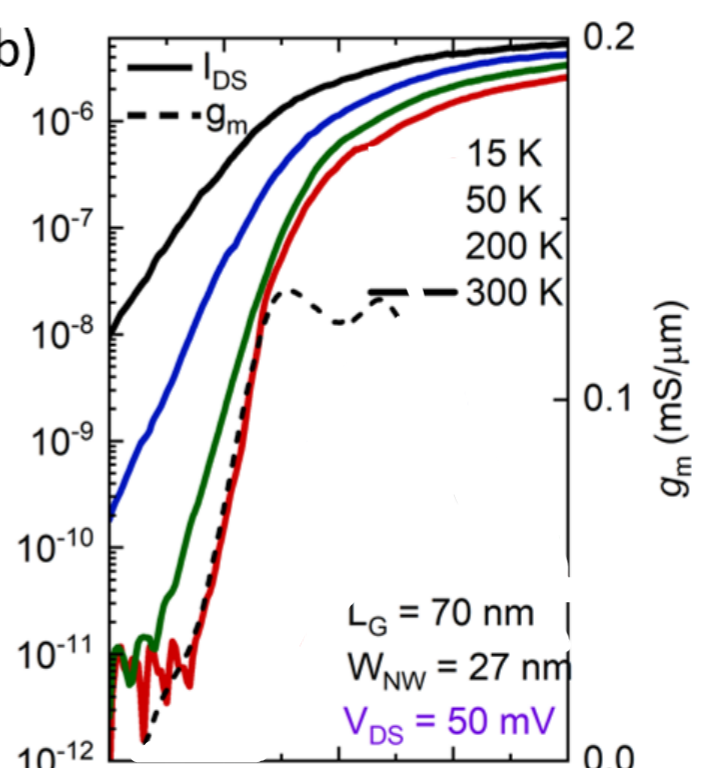 b)
I_DS
g_m
0.2
10^-6
15 K
50 K
10^-7
200 K
300 K
10^-8
0.1
g_m (mS/μm)
10^-9
10^-10
L_G = 70 nm
10^-11
W_NW = 27 nm
V_DS = 50 mV
10^-12
0.0